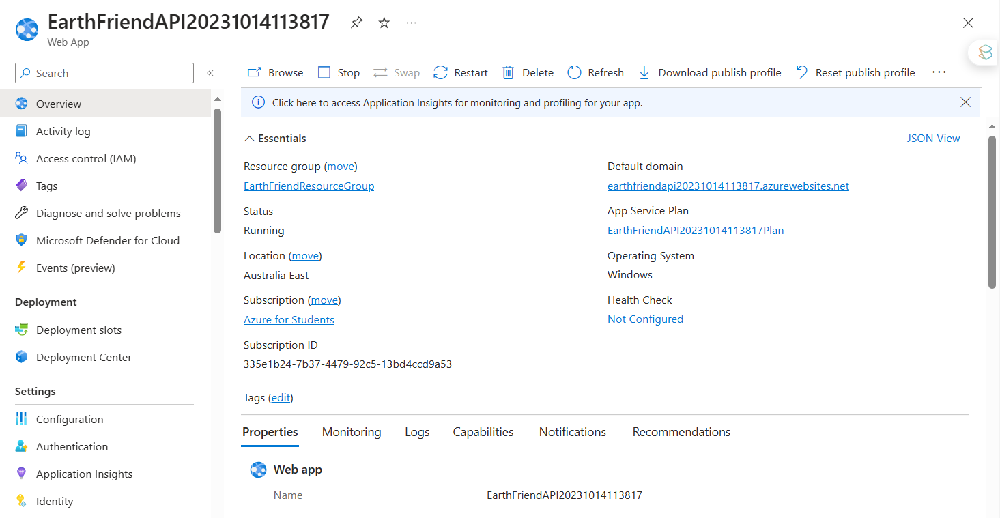 EarthFriendAPI20231014113817
Web App
Search
Overview
Activity log
Access control (IAM)
Tags
Diagnose and solve problems
Microsoft Defender for Cloud
Events (preview)
Deployment
Deployment slots
Deployment Center
Settings
Configuration
Authentication
Application Insights
Identity
Browse Stop Swap Restart Delete Refresh Download publish profile Reset publish profile
Click here to access Application Insights for monitoring and profiling for your app.
Essentials JSON View
Resource group (move)
EarthFriendResourceGroup
Status
Running
Location (move)
Australia East
Subscription (move)
Azure for Students
Subscription ID
335e1b24-7b37-4479-92c5-13bd4ccd9a53
Default domain
earthfriendapi20231014113817.azurewebsites.net
App Service Plan
EarthFriendAPI20231014113817Plan
Operating System
Windows
Health Check
Not Configured
Tags (edit)
Properties Monitoring Logs Capabilities Notifications Recommendations
Web app
Name EarthFriendAPI20231014113817